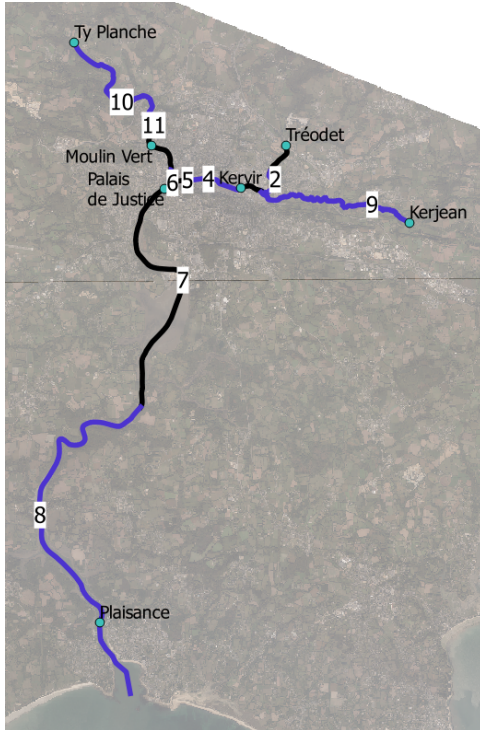 Ty Planche
10
11
Tréodet
Moulin Vert
Palais
de Justice
6
5
4
Kervir
2
9
Kerjean
7
8
Plaisance